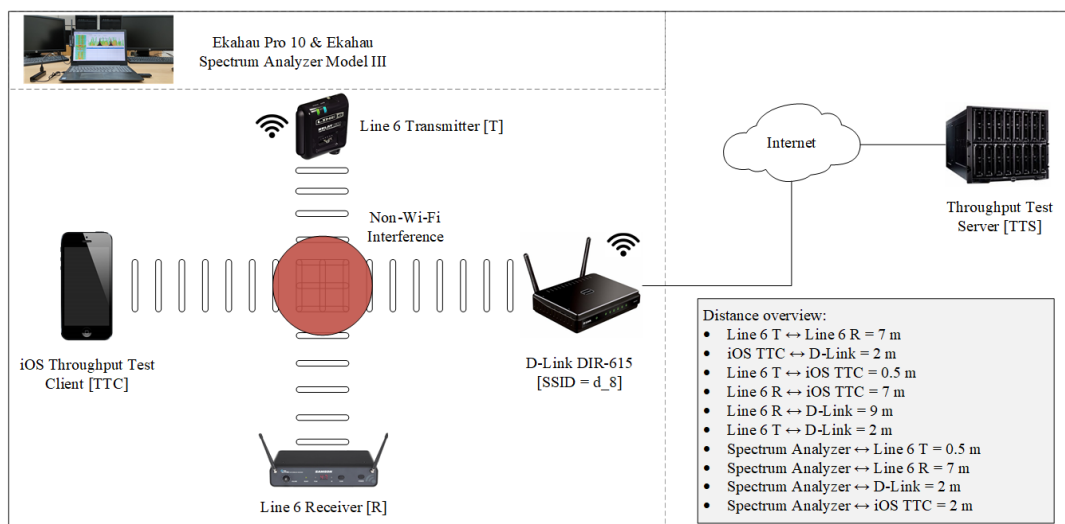 Ekahau Pro 10 & Ekahau
Spectrum Analyzer Model III
Line 6 Transmitter [T]
Non-Wi-Fi
Interference
Internet
Throughput Test
Server [TTS]
iOS Throughput Test
Client [TTC]
D-Link DIR-615
[SSID = d_8]
Line 6 Receiver [R]
Distance overview:
• Line 6 T ↔ Line 6 R = 7 m
• iOS TTC ↔ D-Link = 2 m
• Line 6 T ↔ iOS TTC = 0.5 m
• Line 6 R ↔ iOS TTC = 7 m
• Line 6 R ↔ D-Link = 9 m
• Line 6 T ↔ D-Link = 2 m
• Spectrum Analyzer ↔ Line 6 T = 0.5 m
• Spectrum Analyzer ↔ Line 6 R = 7 m
• Spectrum Analyzer ↔ D-Link = 2 m
• Spectrum Analyzer ↔ iOS TTC = 2 m